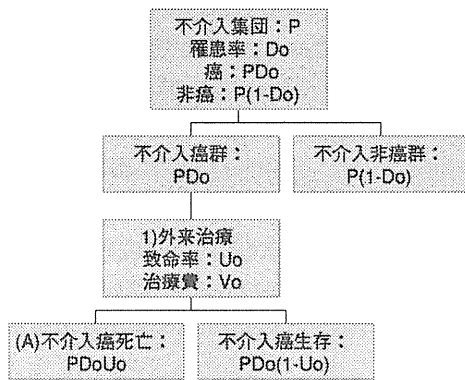 不介入集団：P
罹患率：Do
癌：PDo
非癌：P(1-Do)
不介入癌群：
PDo
不介入非癌群：
P(1-Do)
1)外来治療
致命率：Uo
治療費：Vo
(A)不介入癌死亡：
PDoUo
不介入癌生存：
PDo(1-Uo)